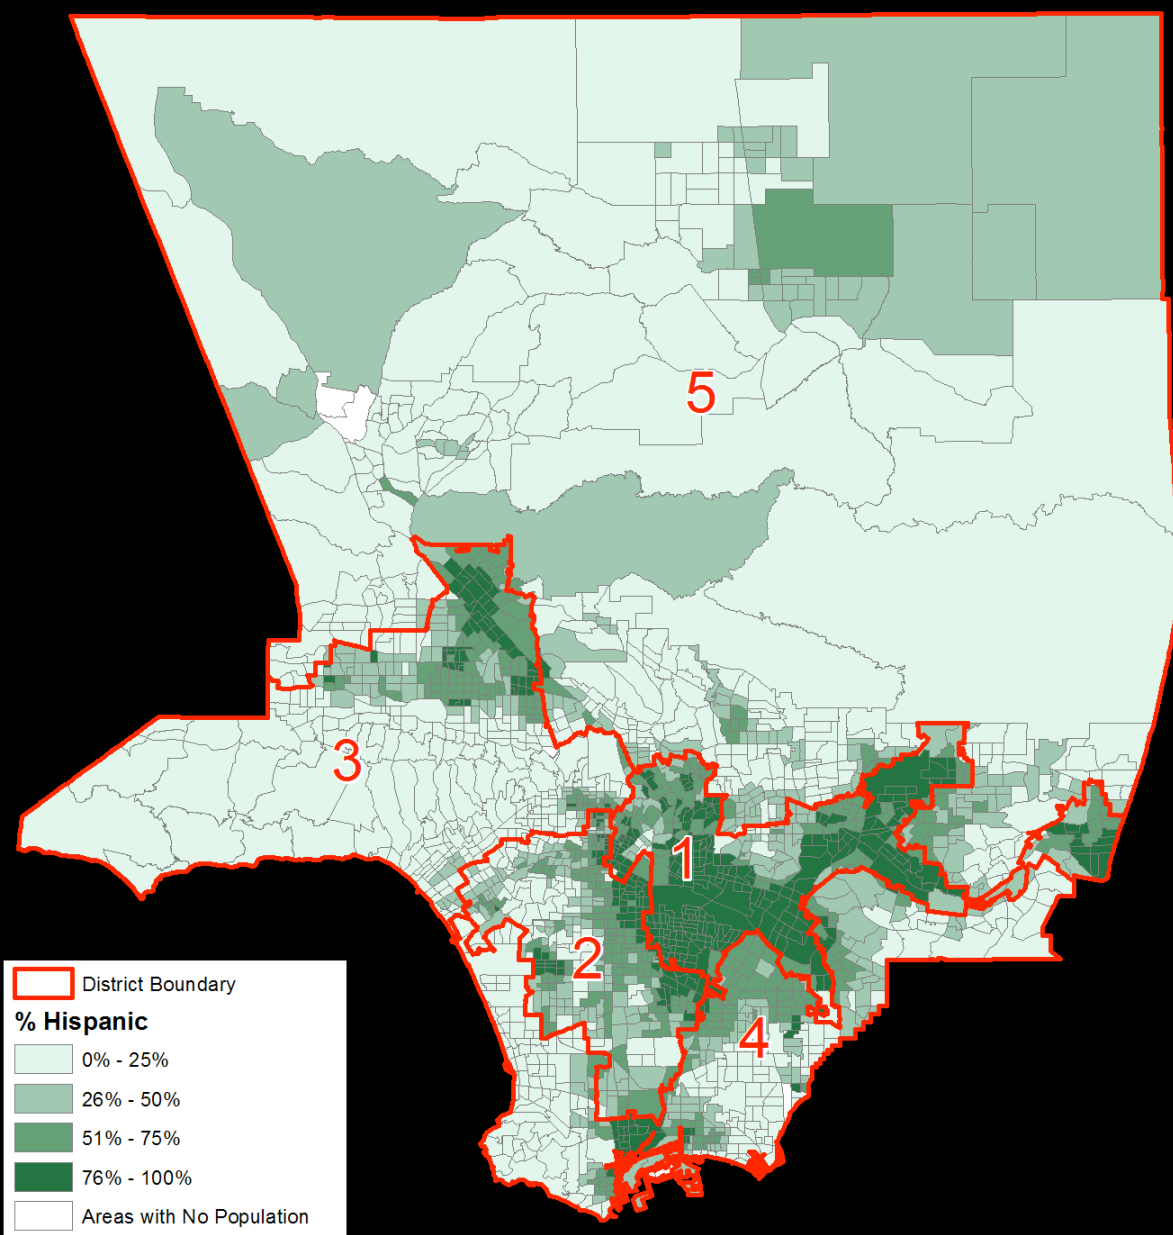 5
3
1
2
4
District Boundary
% Hispanic
0% - 25%
26% - 50%
51% - 75%
76% - 100%
Areas with No Population